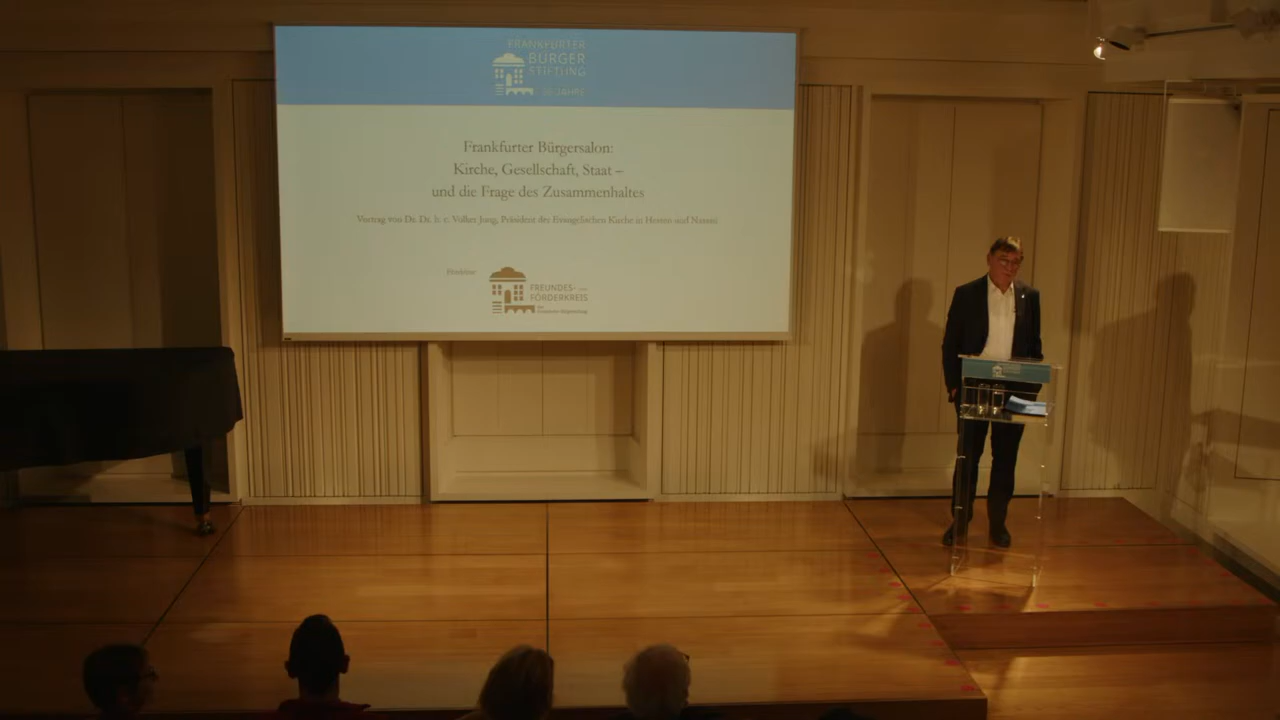 FRANKFURTER
BÜRGER
STIFTUNG
JAHRE
Frankfurter Bürgersalon:
Kirche, Gesellschaft, Staat –
und die Frage des Zusammenhaltes
Vortrag von Dr. Dr. h. c. Volker Jung, Präsident der Evangelischen Kirche in Hessen und Nassau
FREUNDES-
FÖRDERKREIS